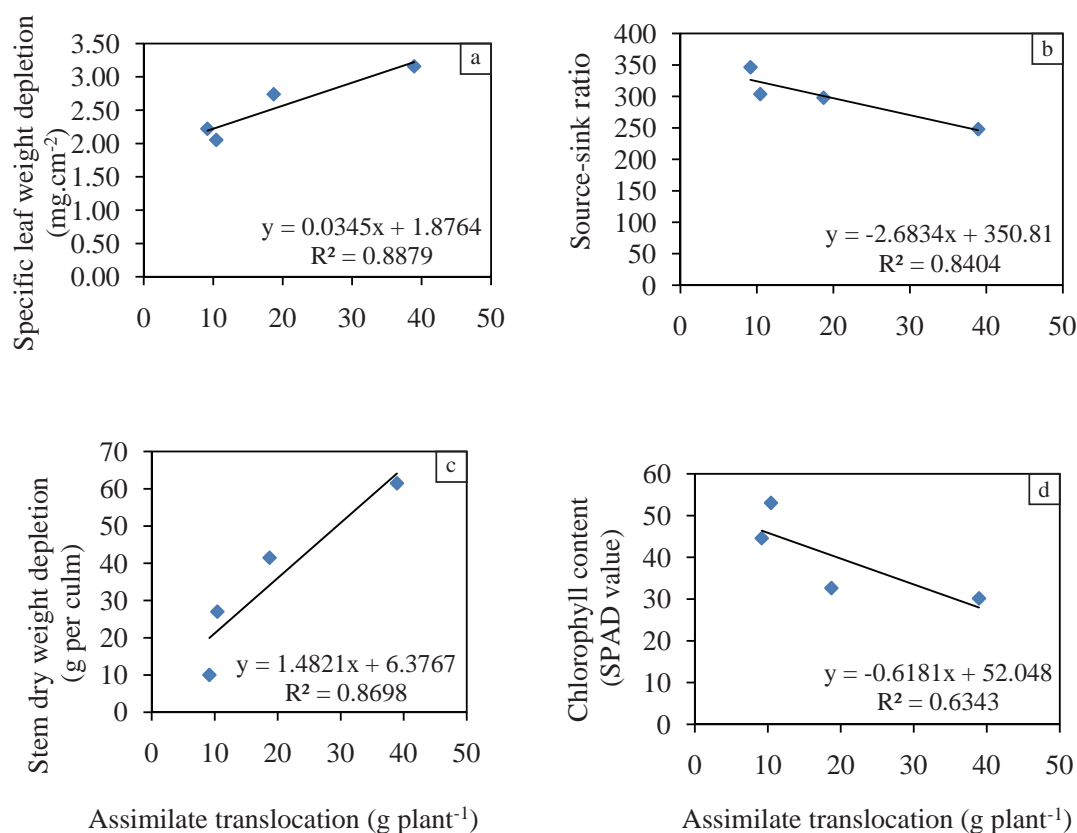 a
Specific leaf weight depletion
(mg.cm-2)
3.50
3.00
2.50
2.00
1.50
1.00
0.50
0.00
y = 0.0345x + 1.8764
R² = 0.8879
0 10 20 30 40 50
b
Source-sink ratio
400
350
300
250
200
150
100
50
0
y = -2.6834x + 350.81
R² = 0.8404
0 10 20 30 40 50
c
Stem dry weight depletion
(g per culm)
70
60
50
40
30
20
10
0
y = 1.4821x + 6.3767
R² = 0.8698
0 10 20 30 40 50
Assimilate translocation (g plant-1)
d
Chlorophyll content
(SPAD value)
60
50
40
30
20
10
0
y = -0.6181x + 52.048
R² = 0.6343
0 10 20 30 40 50
Assimilate translocation (g plant-1)